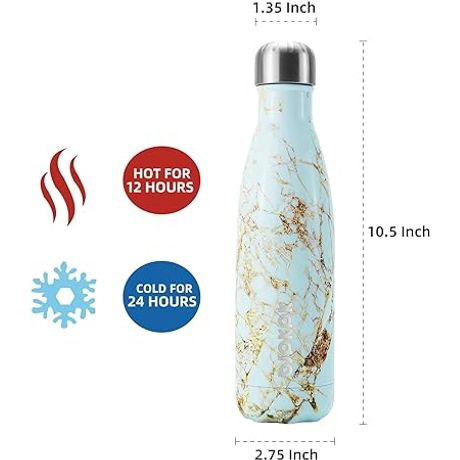 1.35 Inch
HOT FOR
12 HOURS
10.5 Inch
COLD FOR
24 HOURS
2.75 Inch